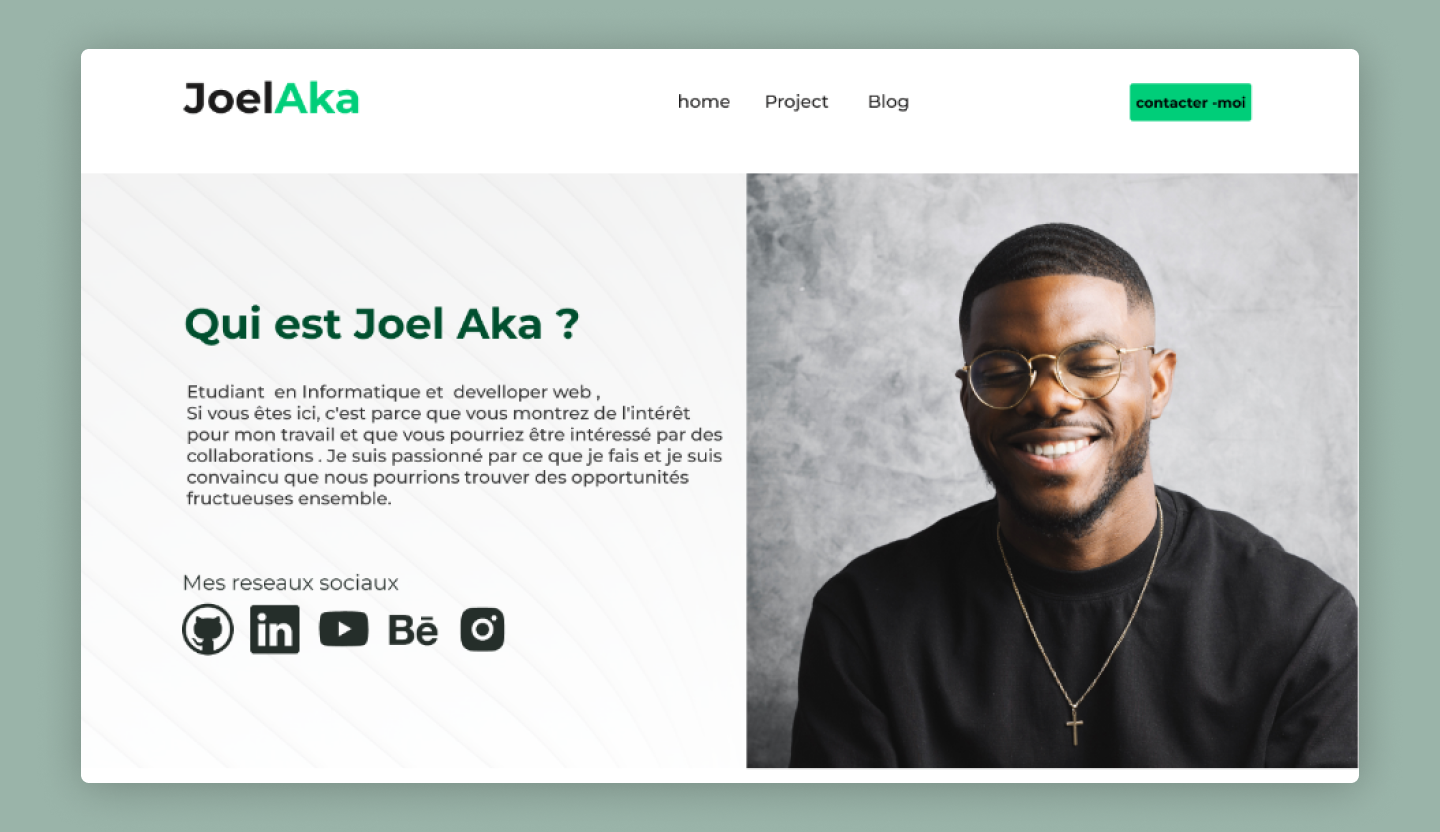 JoelAka
home Project Blog
contacter -moi
Qui est Joel Aka ?
Etudiant en Informatique et develloper web ,
Si vous êtes ici, c'est parce que vous montrez de l'intérêt
pour mon travail et que vous pourriez être intéressé par des
collaborations . Je suis passionné par ce que je fais et je suis
convaincu que nous pourrions trouver des opportunités
fructueuses ensemble.
Mes reseaux sociaux
in
Bē